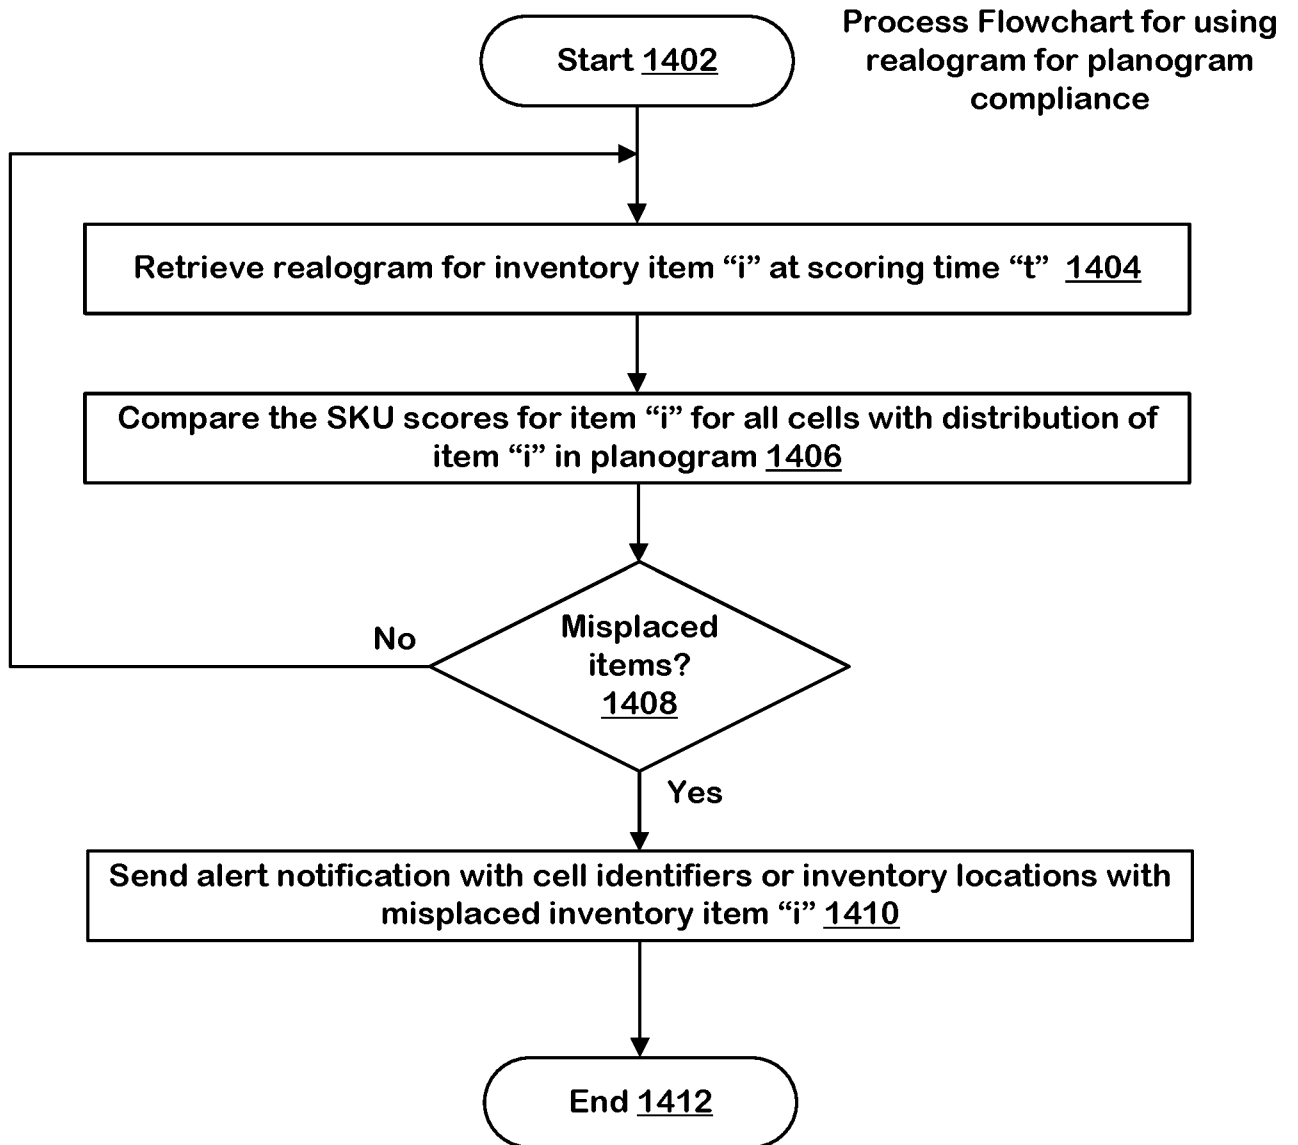 Process Flowchart for using
realogram for planogram
compliance
Start 1402
Retrieve realogram for inventory item “i” at scoring time “t” 1404
Compare the SKU scores for item “i” for all cells with distribution of
item “i” in planogram 1406
Misplaced
items?
1408
No
Yes
Send alert notification with cell identifiers or inventory locations with
misplaced inventory item “i” 1410
End 1412